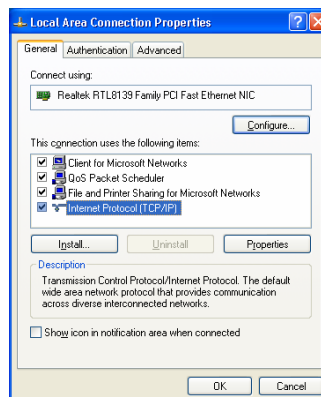 Local Area Connection Properties
General Authentication Advanced
Connect using:
Realtek RTL8139 Family PCI Fast Ethernet NIC
Configure...
This connection uses the following items:
Client for Microsoft Networks
QoS Packet Scheduler
File and Printer Sharing for Microsoft Networks
Internet Protocol (TCP/IP)
Install... Uninstall Properties
Description
Transmission Control Protocol/Internet Protocol. The default
wide area network protocol that provides communication
across diverse interconnected networks.
Show icon in notification area when connected
OK Cancel